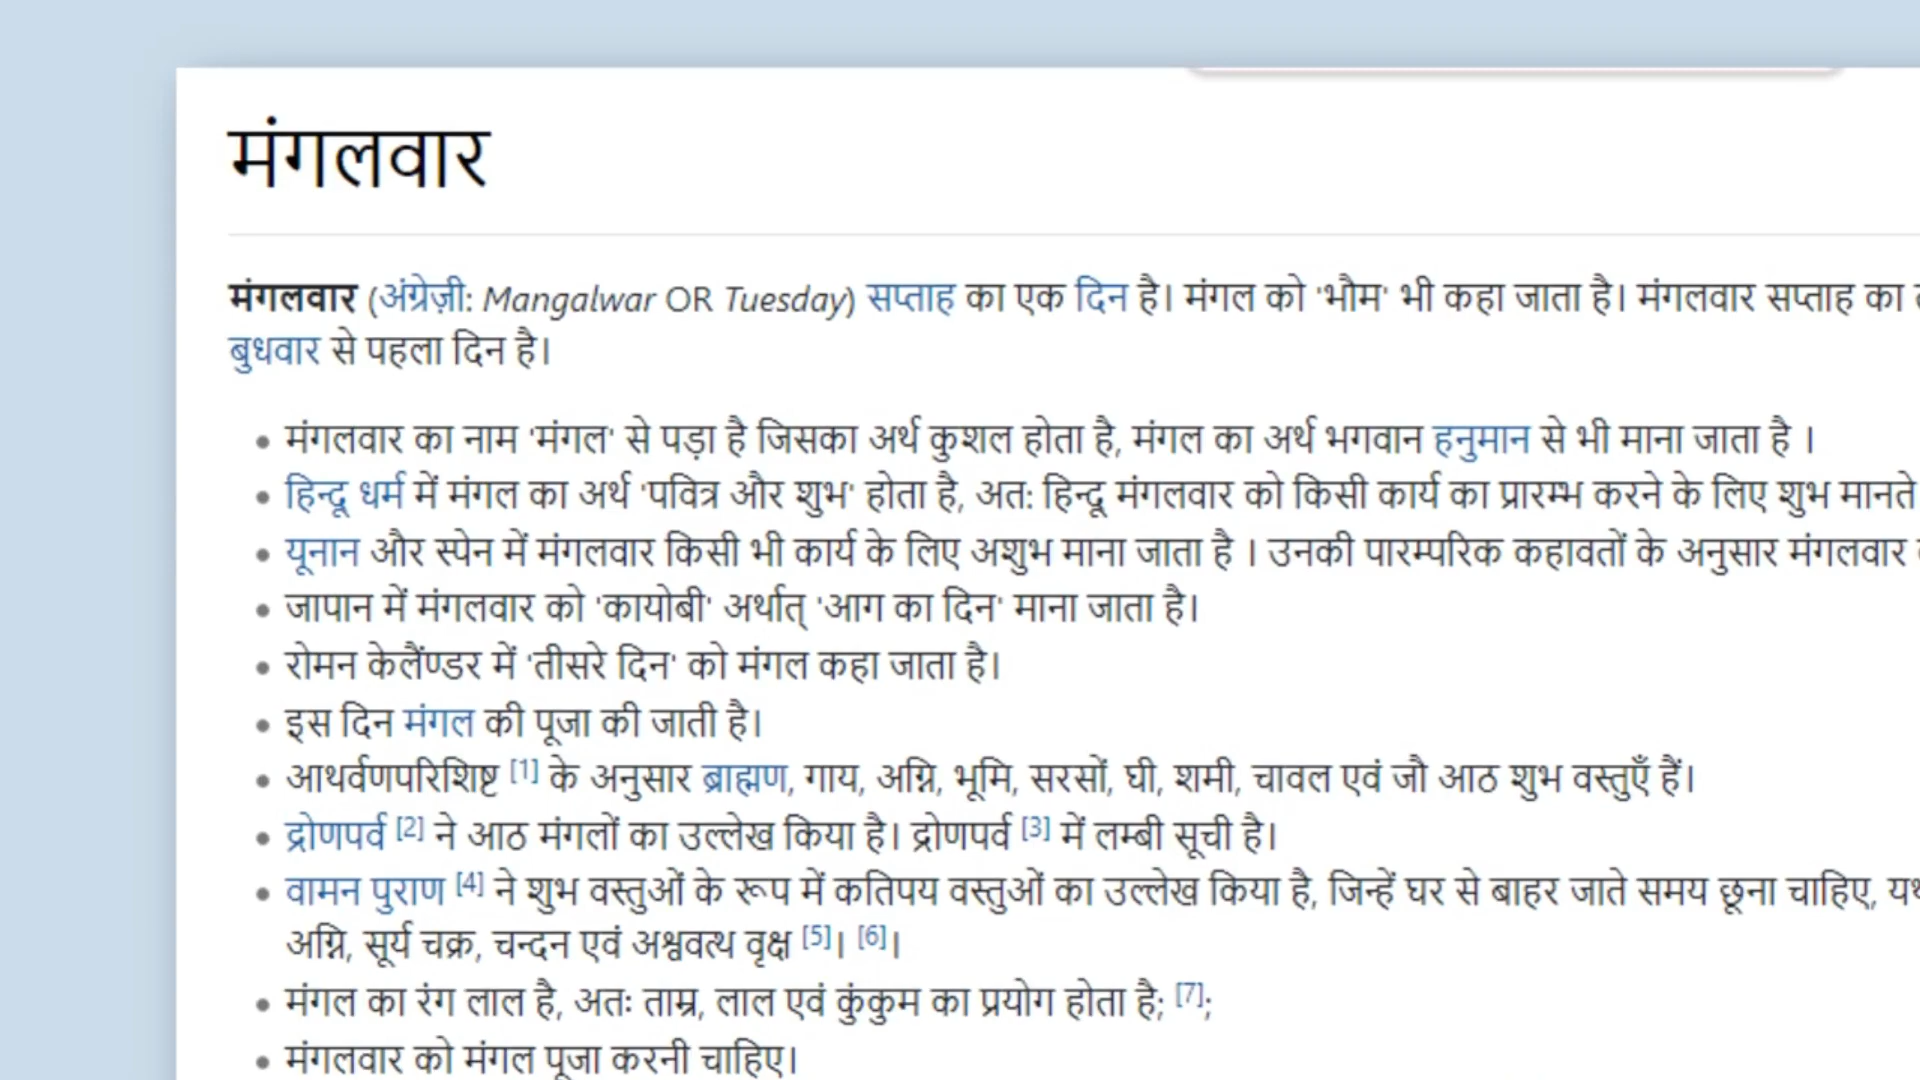 मंगलवार
मंगलवार (अंग्रेज़ी: Mangalwar OR Tuesday) सप्ताह का एक दिन है। मंगल को 'भौम' भी कहा जाता है। मंगलवार सप्ताह का
बुधवार से पहला दिन है।
• मंगलवार का नाम 'मंगल' से पड़ा है जिसका अर्थ कुशल होता है, मंगल का अर्थ भगवान हनुमान से भी माना जाता है ।
• हिन्दू धर्म में मंगल का अर्थ 'पवित्र और शुभ' होता है, अत: हिन्दू मंगलवार को किसी कार्य का प्रारम्भ करने के लिए शुभ मानते
• यूनान और स्पेन में मंगलवार किसी भी कार्य के लिए अशुभ माना जाता है । उनकी पारम्परिक कहावतों के अनुसार मंगलवार
• जापान में मंगलवार को 'कायोबी' अर्थात् 'आग का दिन' माना जाता है।
• रोमन केलैंण्डर में 'तीसरे दिन' को मंगल कहा जाता है।
• इस दिन मंगल की पूजा की जाती है।
• आथर्वणपरिशिष्ट [1] के अनुसार ब्राह्मण, गाय, अग्नि, भूमि, सरसों, घी, शमी, चावल एवं जौ आठ शुभ वस्तुएँ हैं।
• द्रोणपर्व [2] ने आठ मंगलों का उल्लेख किया है। द्रोणपर्व [3] में लम्बी सूची है।
• वामन पुराण [4] ने शुभ वस्तुओं के रूप में कतिपय वस्तुओं का उल्लेख किया है, जिन्हें घर से बाहर जाते समय छूना चाहिए,
अग्नि, सूर्य चक्र, चन्दन एवं अश्वत्थ वृक्ष [5]। [6]।
• मंगल का रंग लाल है, अतः ताम्र, लाल एवं कुंकुम का प्रयोग होता है; [7];
• मंगलवार को मंगल पूजा करनी चाहिए।